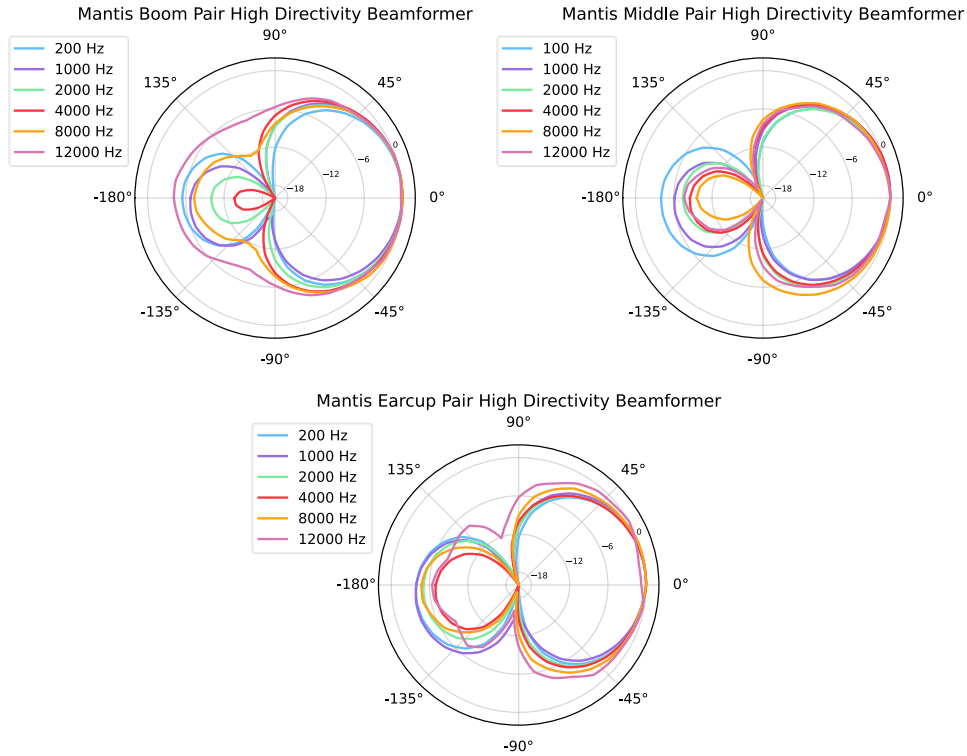 Mantis Boom Pair High Directivity Beamformer
90°
200 Hz
1000 Hz
2000 Hz
4000 Hz
8000 Hz
12000 Hz
135°
45°
0
-6
-12
-18
-180°
0°
-135°
-45°
-90°
Mantis Middle Pair High Directivity Beamformer
90°
100 Hz
1000 Hz
2000 Hz
4000 Hz
8000 Hz
12000 Hz
135°
45°
0
-6
-12
-18
-180°
0°
-135°
-45°
-90°
Mantis Earcup Pair High Directivity Beamformer
90°
200 Hz
1000 Hz
2000 Hz
4000 Hz
8000 Hz
12000 Hz
135°
45°
0
-6
-12
-18
-180°
0°
-135°
-45°
-90°